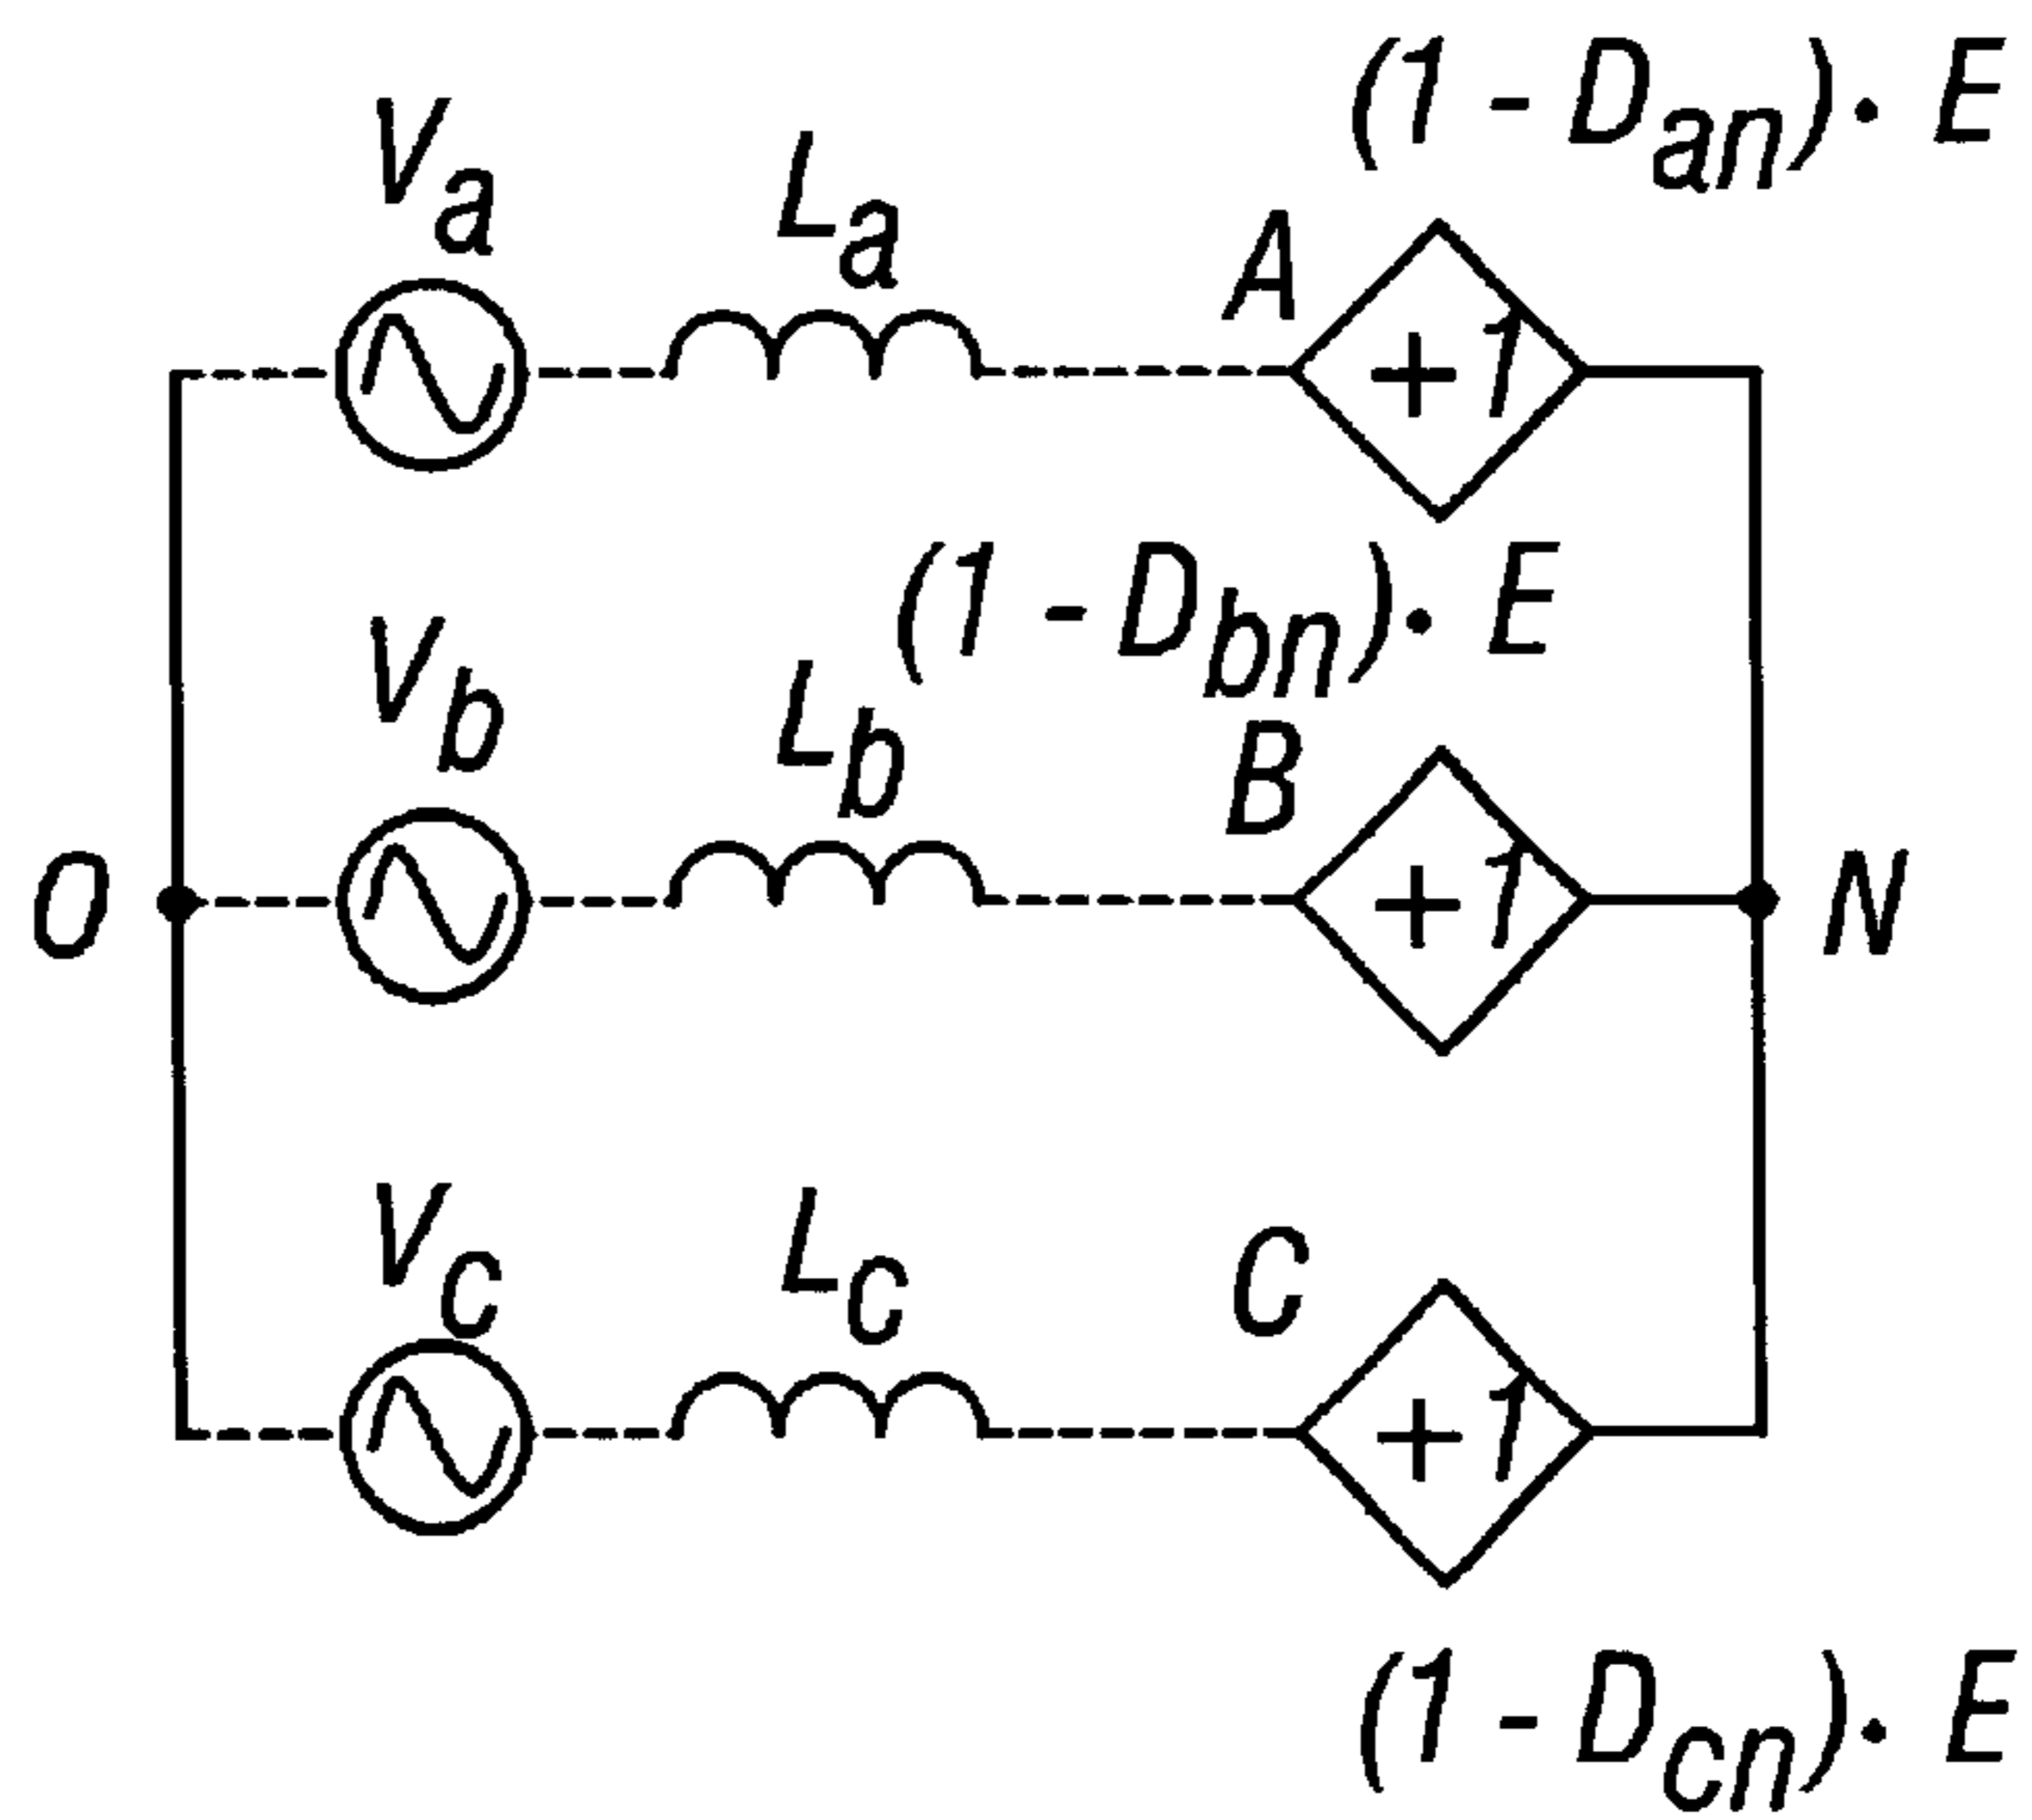 (1 - Dan)· E
Va
La
A
+ 1
(1 - Dbn)· E
Vb
Lb
B
O
+ 1
N
Vc
Lc
C
+ 1
(1 - Dcn)· E